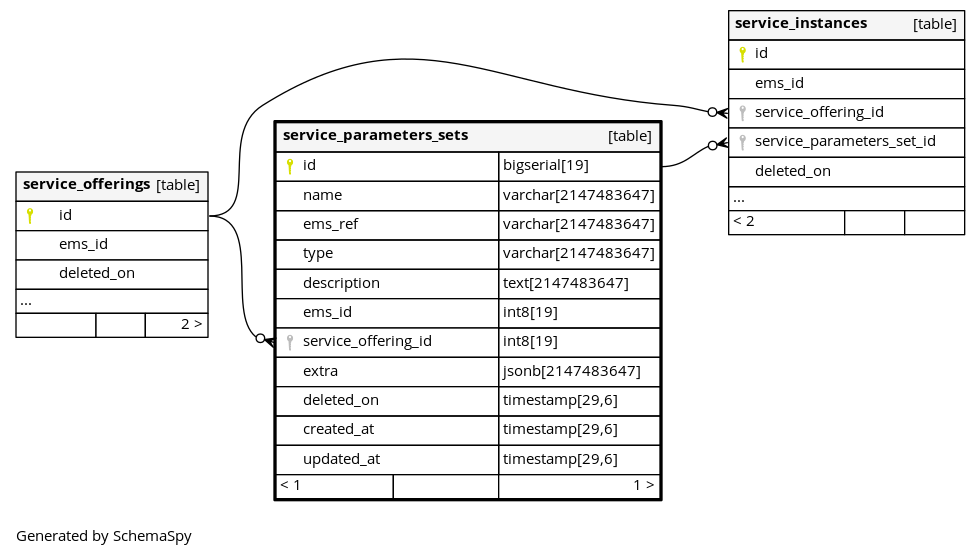 service_instances [table]
id
ems_id
service_offering_id
service_parameters_set_id
deleted_on
...
< 2
service_parameters_sets [table]
id bigserial[19]
name varchar[2147483647]
ems_ref varchar[2147483647]
type varchar[2147483647]
description text[2147483647]
ems_id int8[19]
service_offering_id int8[19]
extra jsonb[2147483647]
deleted_on timestamp[29,6]
created_at timestamp[29,6]
updated_at timestamp[29,6]
< 1 1 >
service_offerings [table]
id
ems_id
deleted_on
...
2 >
Generated by SchemaSpy